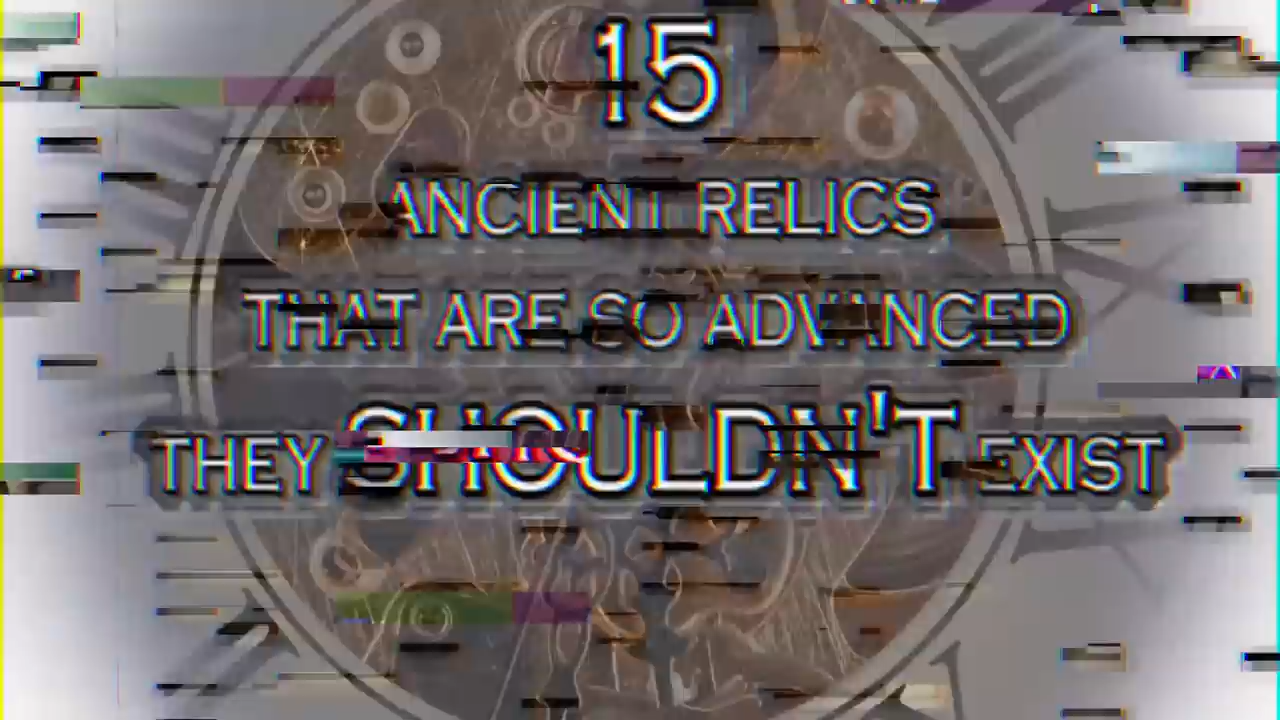 15
ANCIENT RELICS
THAT ARE SO ADVANCED
THEY SHOULDN'T EXIST